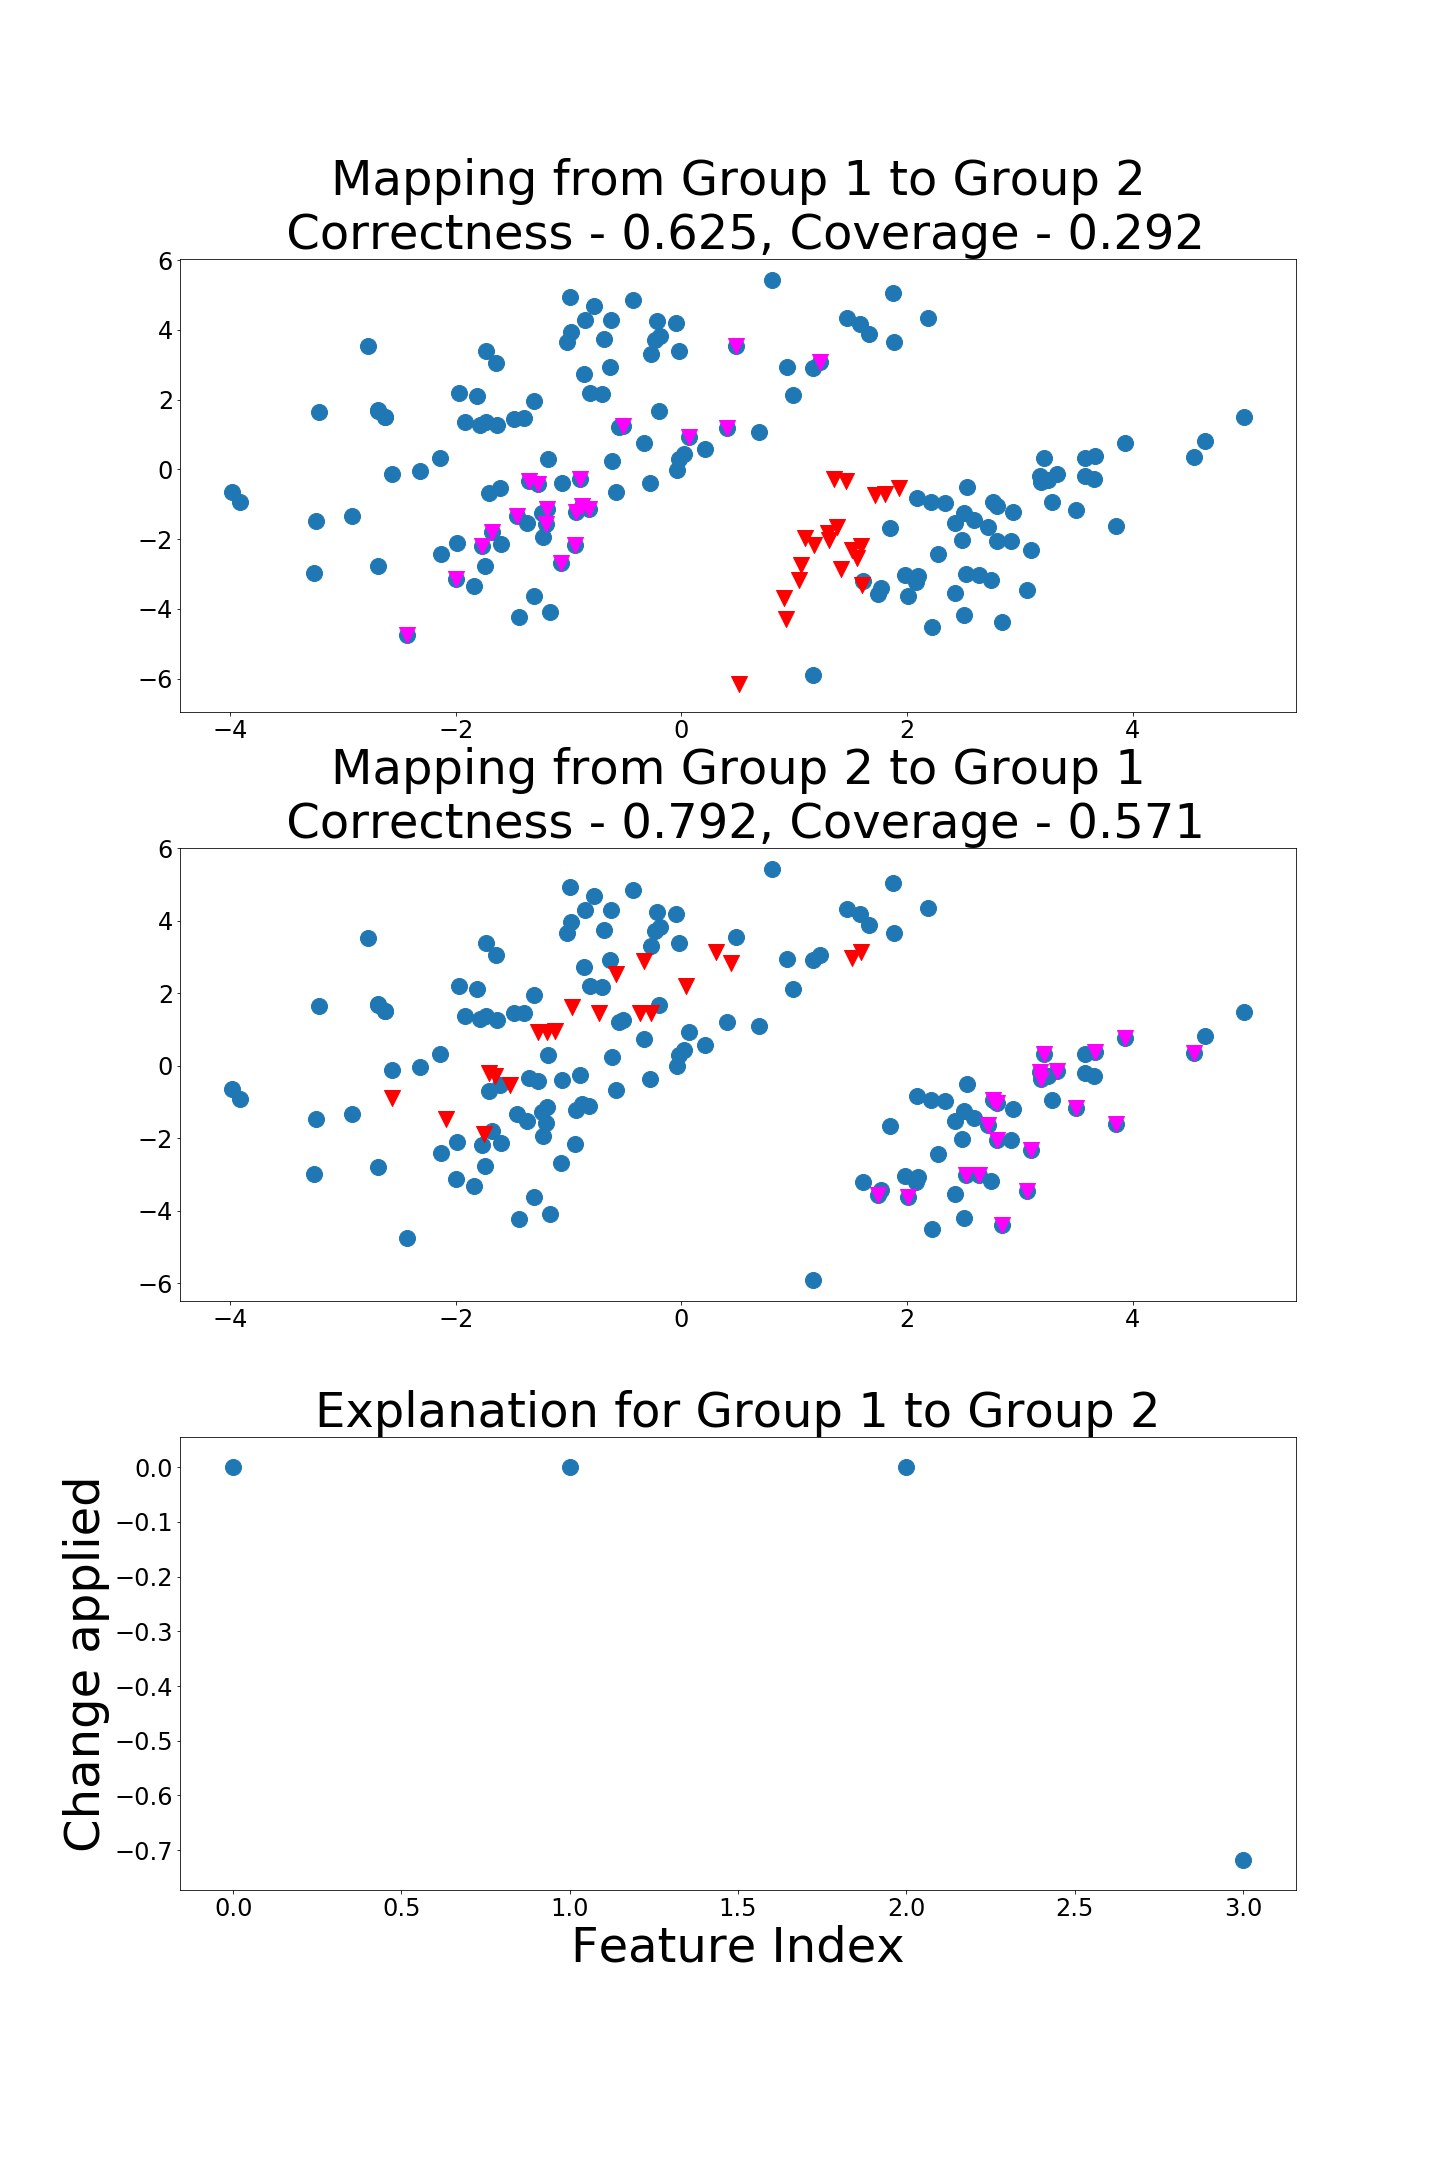 Mapping from Group 1 to Group 2
Correctness - 0.625, Coverage - 0.292
6
4
2
0
−2
−4
−6
−4 −2 0 2 4
Mapping from Group 2 to Group 1
Correctness - 0.792, Coverage - 0.571
6
4
2
0
−2
−4
−6
−4 −2 0 2 4
Explanation for Group 1 to Group 2
Change applied
0.0
−0.1
−0.2
−0.3
−0.4
−0.5
−0.6
−0.7
0.0 0.5 1.0 1.5 2.0 2.5 3.0
Feature Index